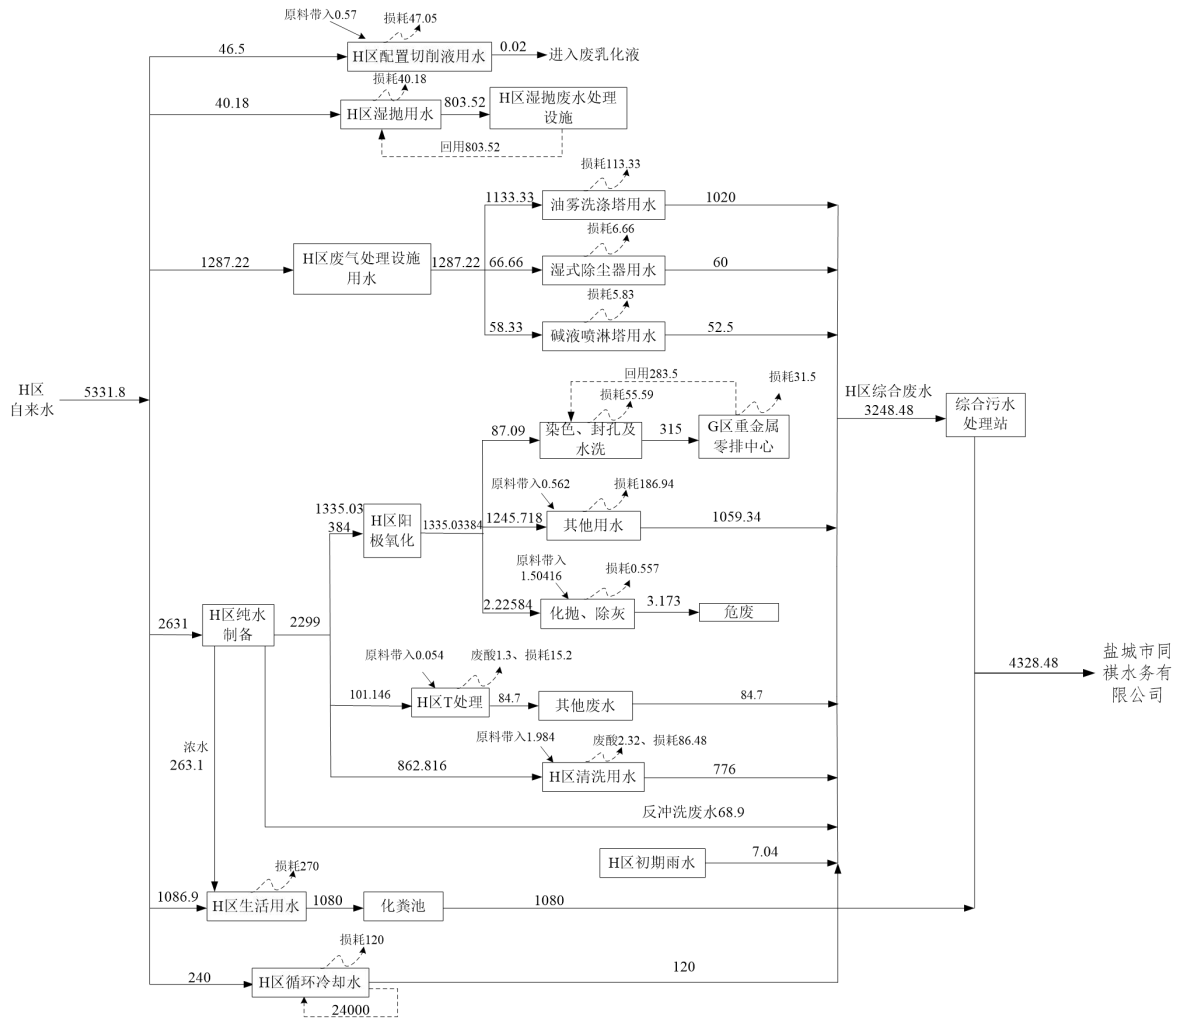 原料带入0.57
损耗47.05
46.5
H区配置切削液用水
0.02
进入废乳化液
损耗40.18
40.18
H区湿抛用水
803.52
H区湿抛废水处理
设施
回用803.52
损耗113.33
1133.33
油雾洗涤塔用水
1020
损耗6.66
1287.22
H区废气处理设施
用水
1287.22
66.66
湿式除尘器用水
60
损耗5.83
58.33
碱液喷淋塔用水
52.5
H区
自来水
5331.8
回用283.5
损耗31.5
损耗55.59
87.09
染色、封孔及
水洗
315
G区重金属
零排中心
H区综合废水
3248.48
综合污水
处理站
原料带入0.562
损耗186.94
1335.03
384
H区阳
极氧化
1335.03384
1245.718
其他用水
1059.34
原料带入
1.50416
损耗0.557
2.22584
化抛、除灰
3.173
危废
2631
H区纯水
制备
2299
原料带入0.054
废酸1.3、损耗15.2
101.146
H区T处理
84.7
其他废水
84.7
4328.48
盐城市同
祺水务有
限公司
浓水
263.1
原料带入1.984
废酸2.32、损耗86.48
862.816
H区清洗用水
776
反冲洗废水68.9
H区初期雨水
7.04
损耗270
1086.9
H区生活用水
1080
化粪池
1080
损耗120
240
H区循环冷却水
120
24000